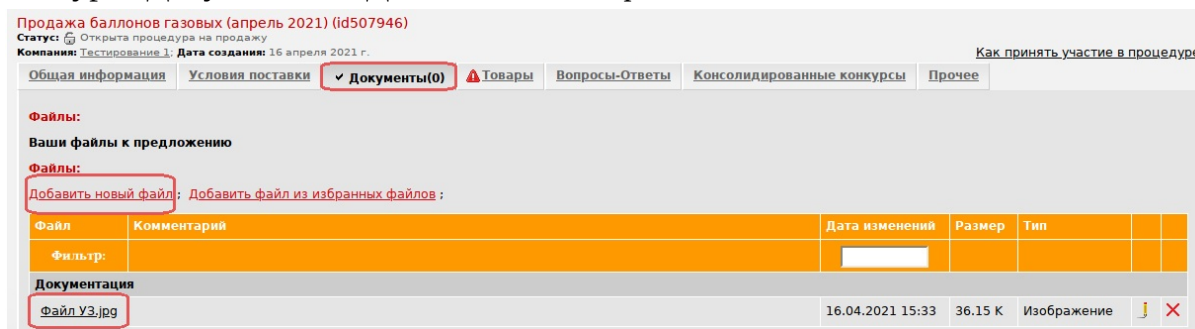 Продажа баллонов газовых (апрель 2021) (id507946)
Статус: Открыта процедура на продажу
Компания: Тестирование 1; Дата создания: 16 апреля 2021 г.
Как принять участие в процедуре
Общая информация Условия поставки ✓ Документы(0) Товары Вопросы-Ответы Консолидированные конкурсы Прочее
Файлы:
Ваши файлы к предложению
Файлы:
Добавить новый файл; Добавить файл из избранных файлов ;
Файл Комментарий Дата изменений Размер Тип
Фильтр:
Документация
Файл УЗ.jpg 16.04.2021 15:33 36.15 K Изображение